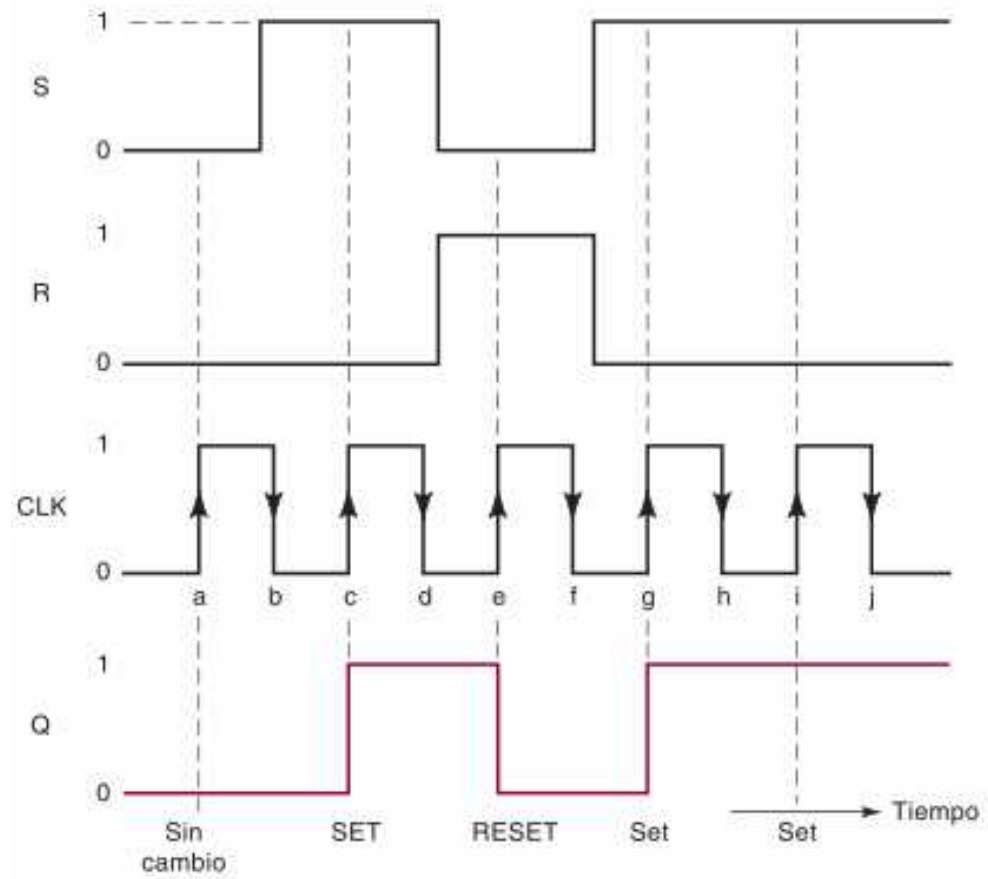 1
S
0
1
R
0
1
CLK
0
a b c d e f g h i j
1
Q
0
Tiempo
Sin cambio
SET
RESET
Set
Set